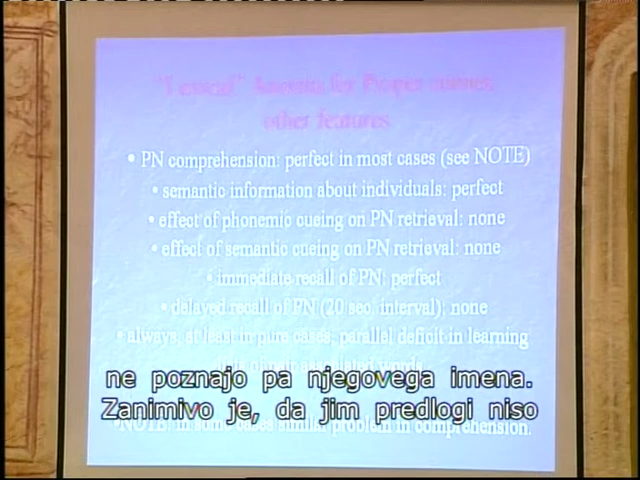 "Lexical" Anomia for Proper names:
other features
• PN comprehension: perfect in most cases (see NOTE)
• semantic information about individuals: perfect
• effect of phonemic cueing on PN retrieval: none
• effect of semantic cueing on PN retrieval: none
• immediate recall of PN: perfect
• delayed recall of PN (20 sec. interval): none
• always, at least in pure cases, parallel deficit in learning
ne poznajo pa njegovega imena.
Zanimivo je, da jim predlogi niso
•NOTE: in some cases similar problem in comprehension.